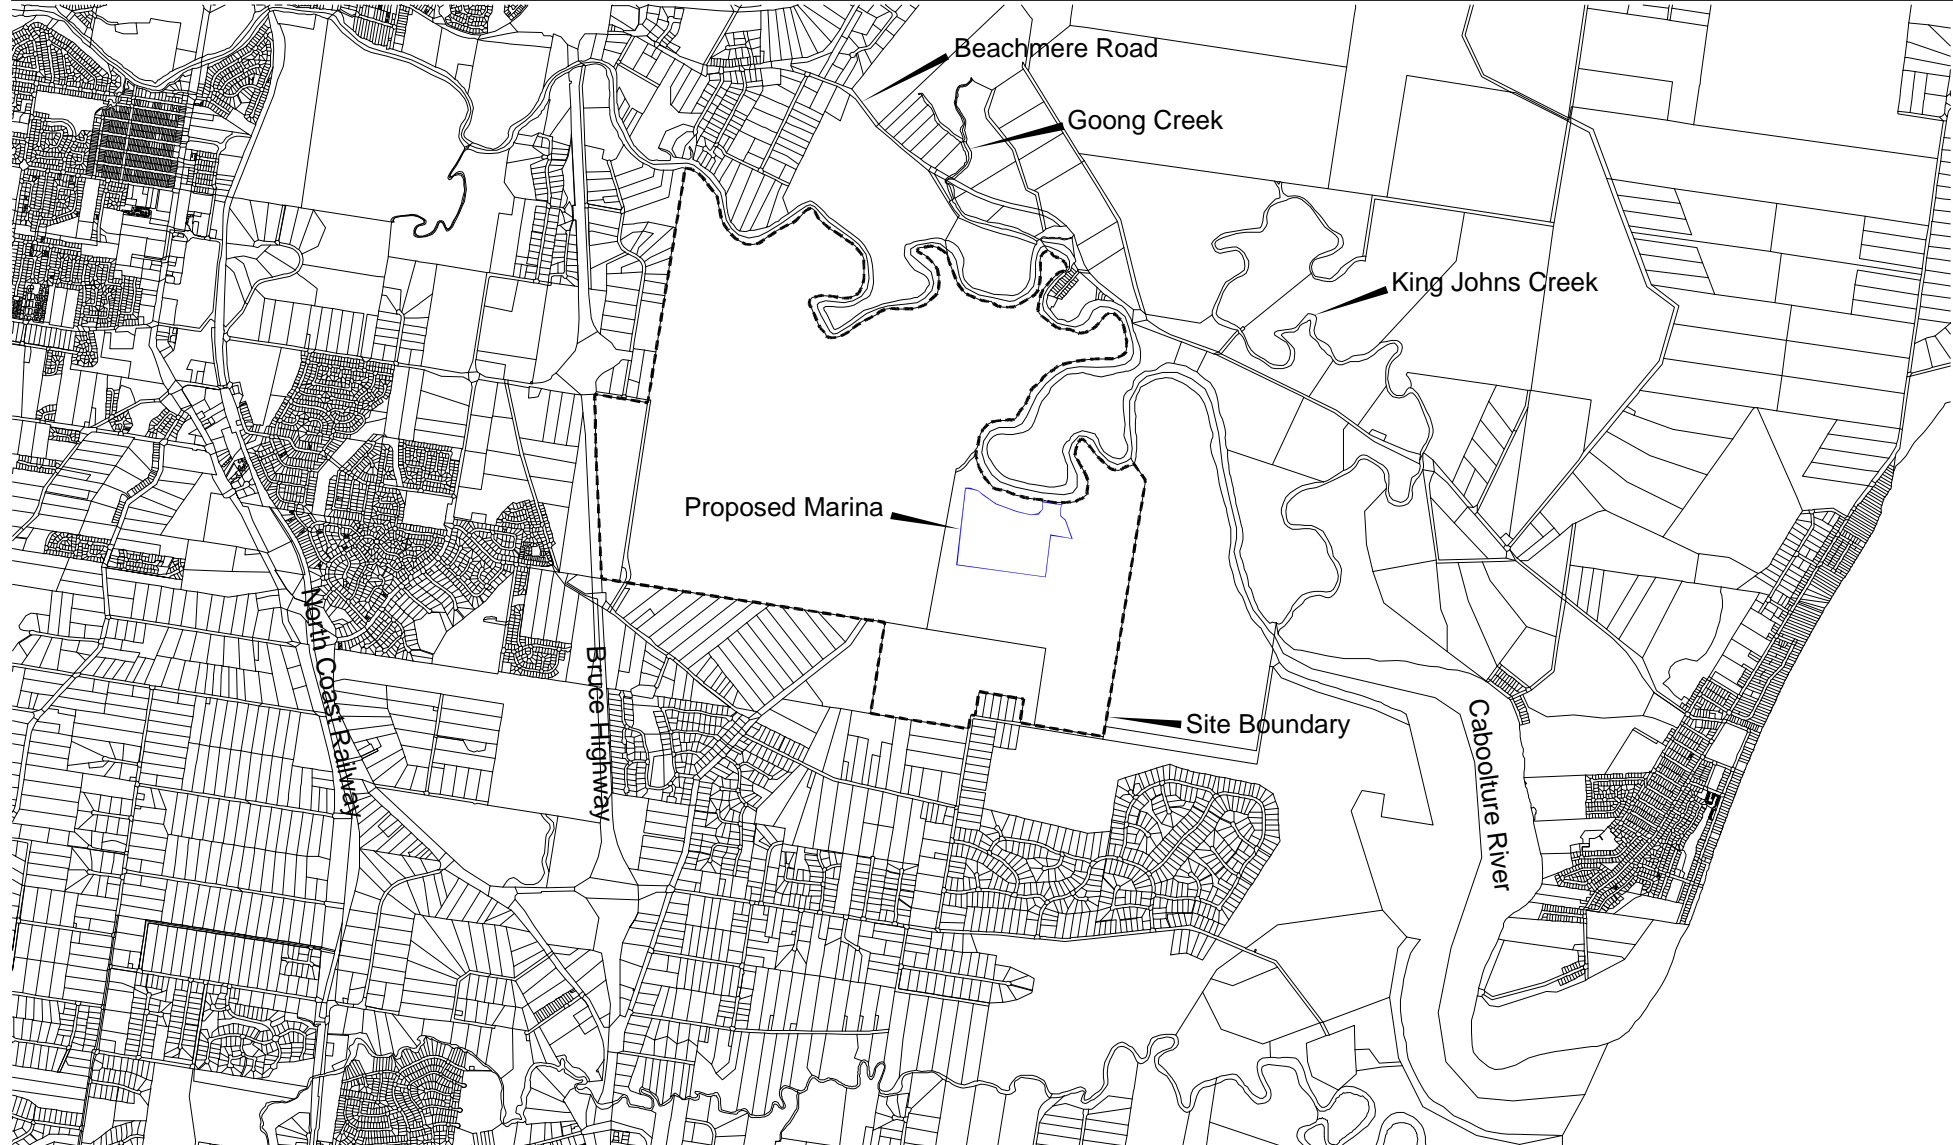 Beachmere Road
Goong Creek
King Johns Creek
Proposed Marina
North Coast Railway
Bruce Highway
Site Boundary
Caboolture River